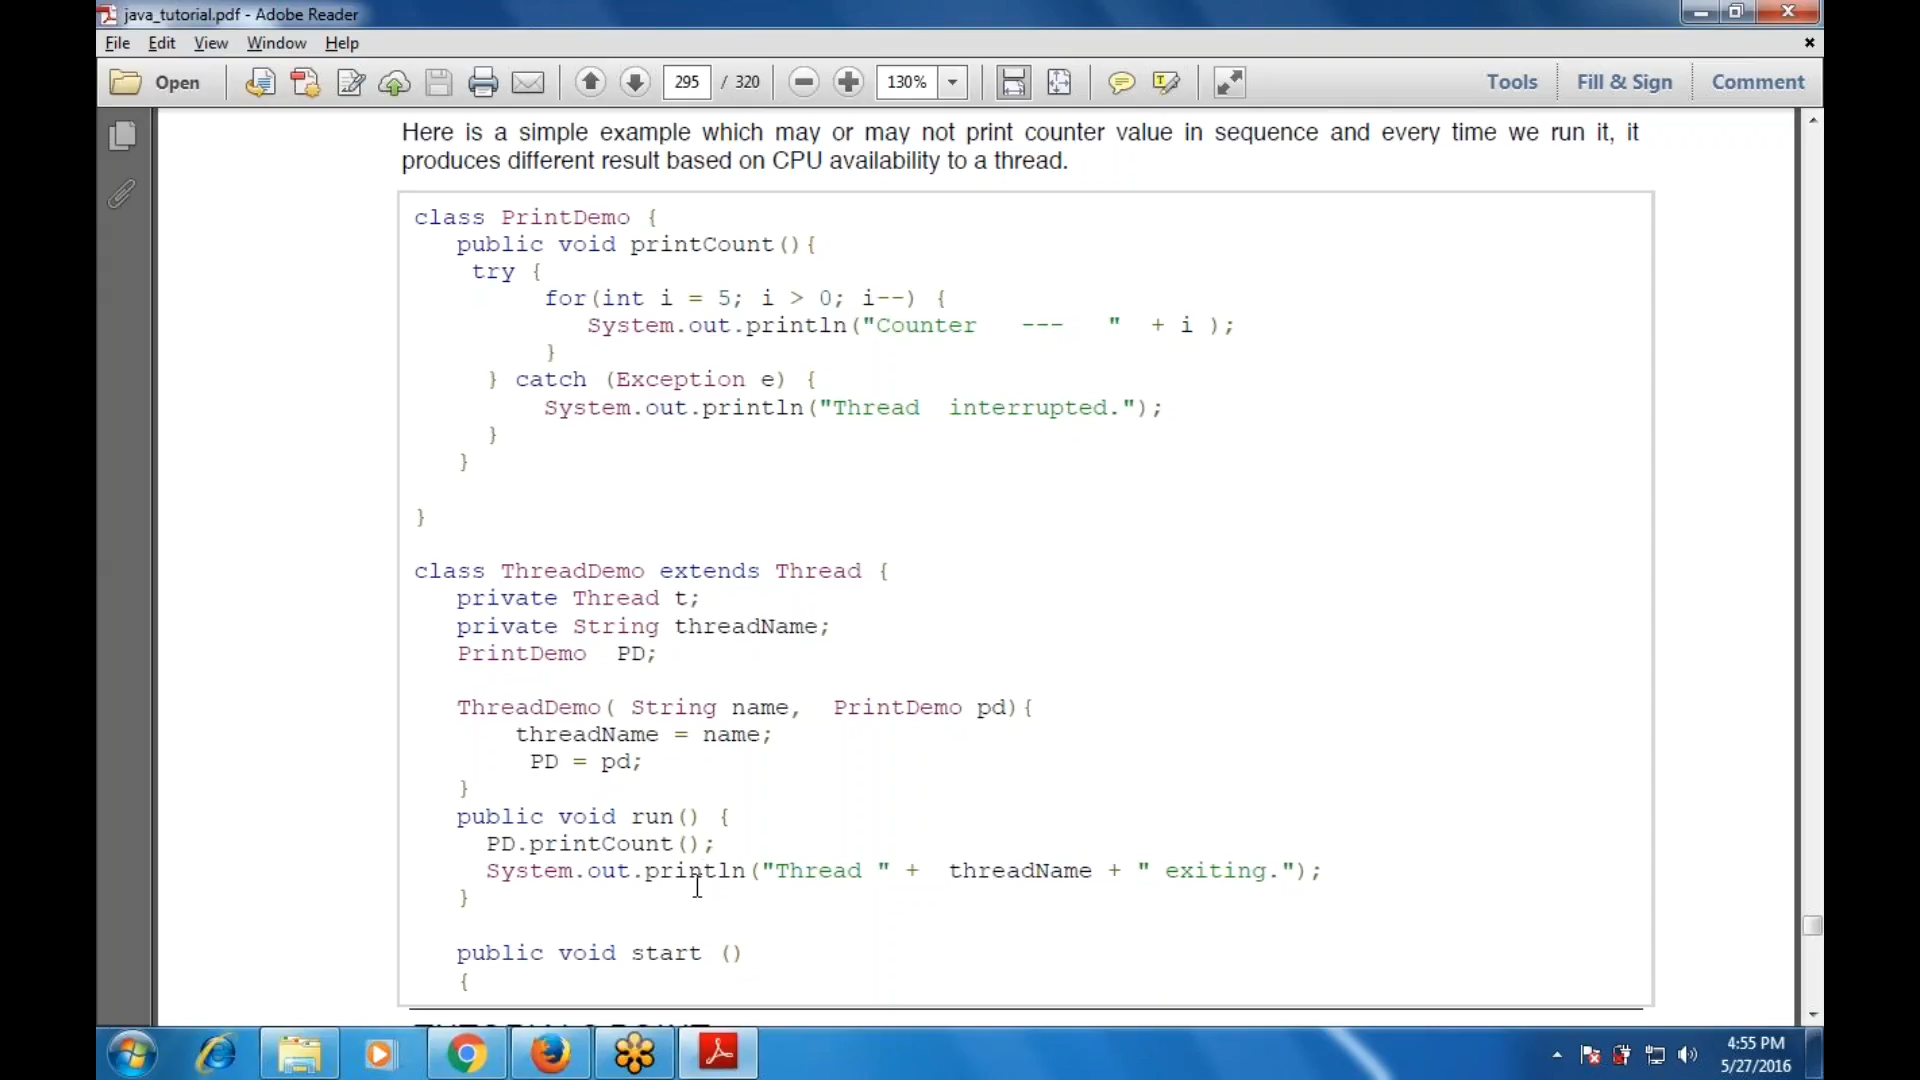 java_tutorial.pdf - Adobe Reader
File Edit View Window Help
Open 295 / 320 130% Tools Fill & Sign Comment
Here is a simple example which may or may not print counter value in sequence and every time we run it, it
produces different result based on CPU availability to a thread.
class PrintDemo {
public void printCount(){
try {
for(int i = 5; i > 0; i--) {
System.out.println("Counter --- " + i );
}
} catch (Exception e) {
System.out.println("Thread interrupted.");
}
}
}
class ThreadDemo extends Thread {
private Thread t;
private String threadName;
PrintDemo PD;
ThreadDemo( String name, PrintDemo pd){
threadName = name;
PD = pd;
}
public void run() {
PD.printCount();
System.out.println("Thread " + threadName + " exiting.");
}
public void start ()
{
4:55 PM
5/27/2016